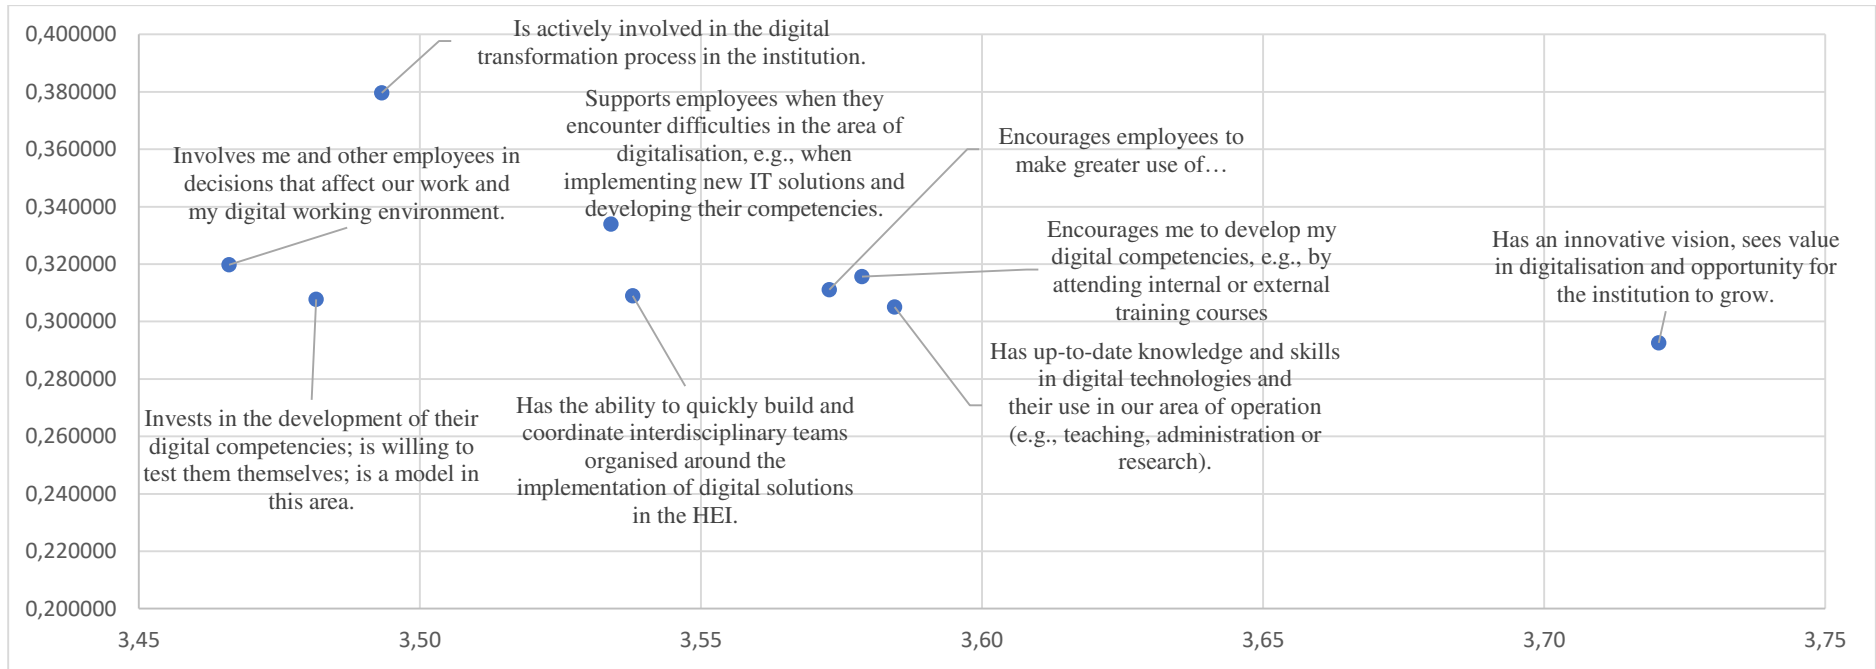 0,400000
0,380000
0,360000
0,340000
0,320000
0,300000
0,280000
0,260000
0,240000
0,220000
0,200000
3,45
3,50
3,55
3,60
3,65
3,70
3,75
Is actively involved in the digital
transformation process in the institution.
Supports employees when they
encounter difficulties in the area of
digitalisation, e.g., when
implementing new IT solutions and
developing their competencies.
Encourages employees to
make greater use of…
Involves me and other employees in
decisions that affect our work and
my digital working environment.
Encourages me to develop my
digital competencies, e.g., by
attending internal or external
training courses
Has an innovative vision, sees value
in digitalisation and opportunity for
the institution to grow.
Has up-to-date knowledge and skills
in digital technologies and
their use in our area of operation
(e.g., teaching, administration or
research).
Has the ability to quickly build and
coordinate interdisciplinary teams
organised around the
implementation of digital solutions
in the HEI.
Invests in the development of their
digital competencies; is willing to
test them themselves; is a model in
this area.